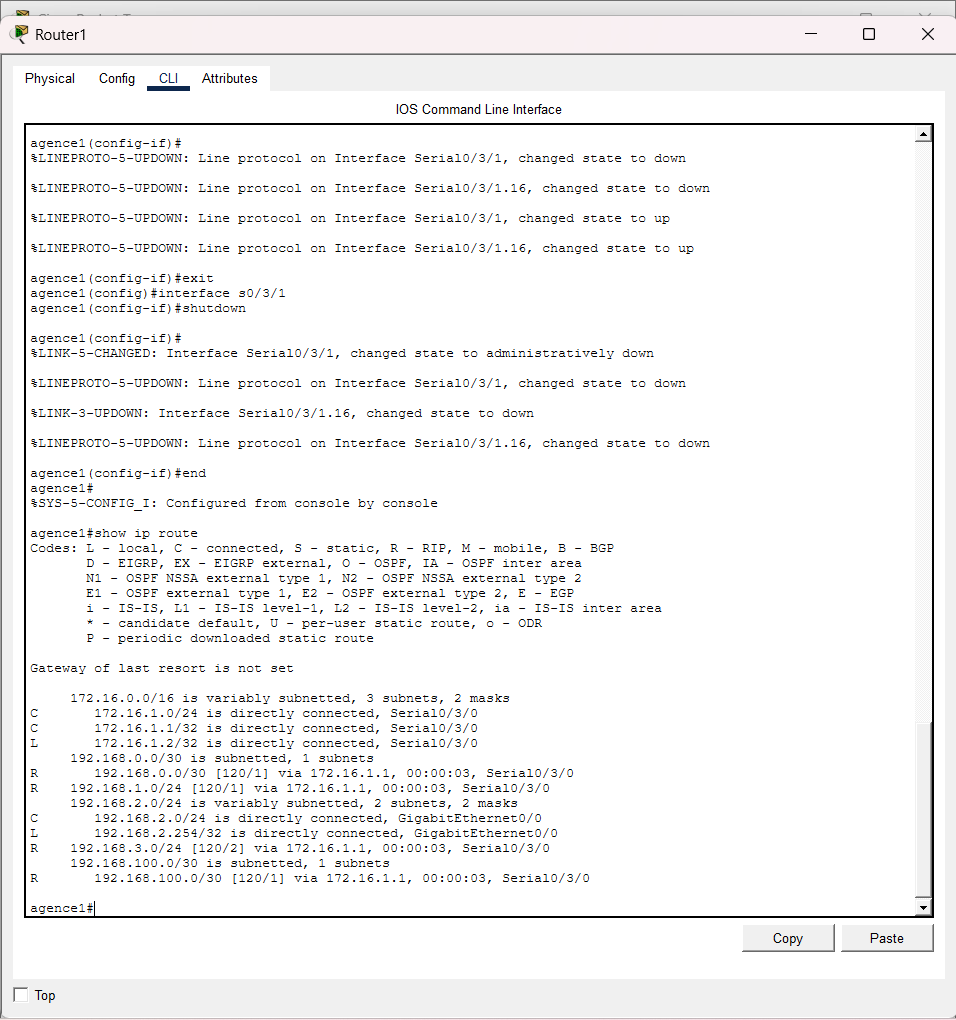 Router1
Physical Config CLI Attributes
IOS Command Line Interface
agence1(config-if)#
%LINEPROTO-5-UPDOWN: Line protocol on Interface Serial0/3/1, changed state to down
%LINEPROTO-5-UPDOWN: Line protocol on Interface Serial0/3/1.16, changed state to down
%LINEPROTO-5-UPDOWN: Line protocol on Interface Serial0/3/1, changed state to up
%LINEPROTO-5-UPDOWN: Line protocol on Interface Serial0/3/1.16, changed state to up
agence1(config-if)#exit
agence1(config)#interface s0/3/1
agence1(config-if)#shutdown
agence1(config-if)#
%LINK-5-CHANGED: Interface Serial0/3/1, changed state to administratively down
%LINEPROTO-5-UPDOWN: Line protocol on Interface Serial0/3/1, changed state to down
%LINK-3-UPDOWN: Interface Serial0/3/1.16, changed state to down
%LINEPROTO-5-UPDOWN: Line protocol on Interface Serial0/3/1.16, changed state to down
agence1(config-if)#end
agence1#
%SYS-5-CONFIG_I: Configured from console by console
agence1#show ip route
Codes: L - local, C - connected, S - static, R - RIP, M - mobile, B - BGP
D - EIGRP, EX - EIGRP external, O - OSPF, IA - OSPF inter area
N1 - OSPF NSSA external type 1, N2 - OSPF NSSA external type 2
E1 - OSPF external type 1, E2 - OSPF external type 2, E - EGP
i - IS-IS, L1 - IS-IS level-1, L2 - IS-IS level-2, ia - IS-IS inter area
* - candidate default, U - per-user static route, o - ODR
P - periodic downloaded static route
Gateway of last resort is not set
172.16.0.0/16 is variably subnetted, 3 subnets, 2 masks
C 172.16.1.0/24 is directly connected, Serial0/3/0
C 172.16.1.1/32 is directly connected, Serial0/3/0
L 172.16.1.2/32 is directly connected, Serial0/3/0
192.168.0.0/30 is subnetted, 1 subnets
R 192.168.0.0/30 [120/1] via 172.16.1.1, 00:00:03, Serial0/3/0
R 192.168.1.0/24 [120/1] via 172.16.1.1, 00:00:03, Serial0/3/0
192.168.2.0/24 is variably subnetted, 2 subnets, 2 masks
C 192.168.2.0/24 is directly connected, GigabitEthernet0/0
L 192.168.2.254/32 is directly connected, GigabitEthernet0/0
R 192.168.3.0/24 [120/2] via 172.16.1.1, 00:00:03, Serial0/3/0
192.168.100.0/30 is subnetted, 1 subnets
R 192.168.100.0/30 [120/1] via 172.16.1.1, 00:00:03, Serial0/3/0
agence1#
Copy Paste
Top